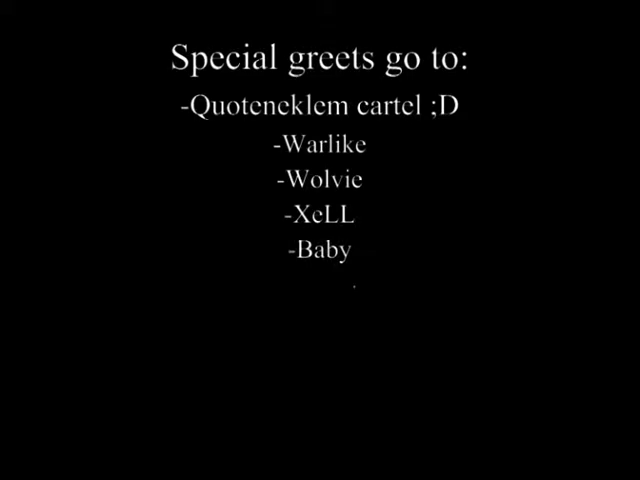 Special greets go to:
-Quoteneklem cartel ;D
-Warlike
-Wolvie
-XeLL
-Baby